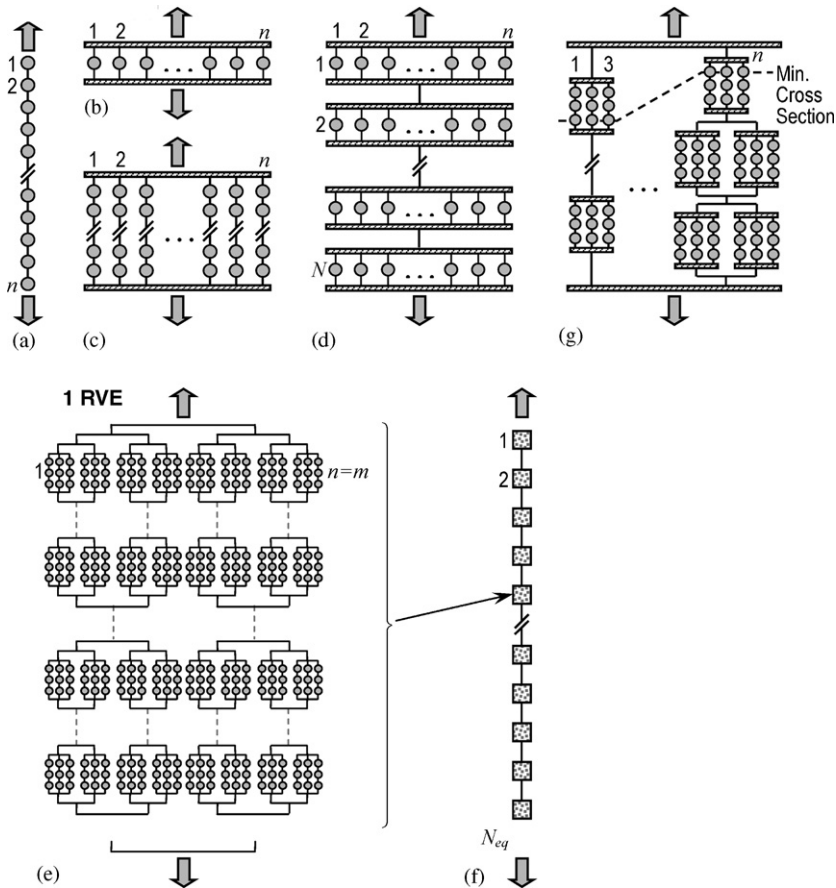 1
2
n
(a)
1 2 n
(b)
1 2 n
(c)
1 2 n
1
2
N
(d)
1 3 n
Min.
Cross
Section
(g)
1 RVE
1
n=m
(e)
1
2
N_eq
(f)